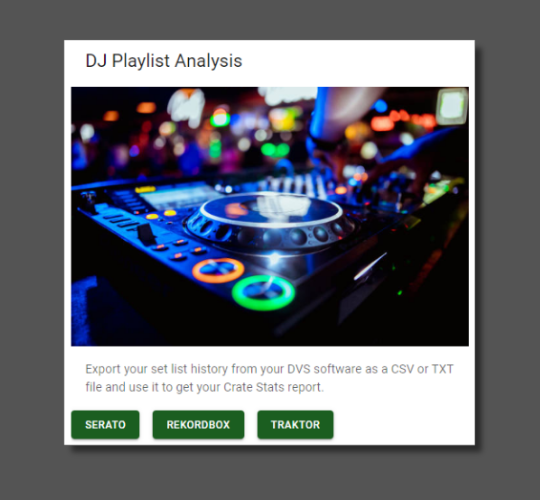 DJ Playlist Analysis
Export your set list history from your DVS software as a CSV or TXT
file and use it to get your Crate Stats report.
SERATO
REKORDBOX
TRAKTOR